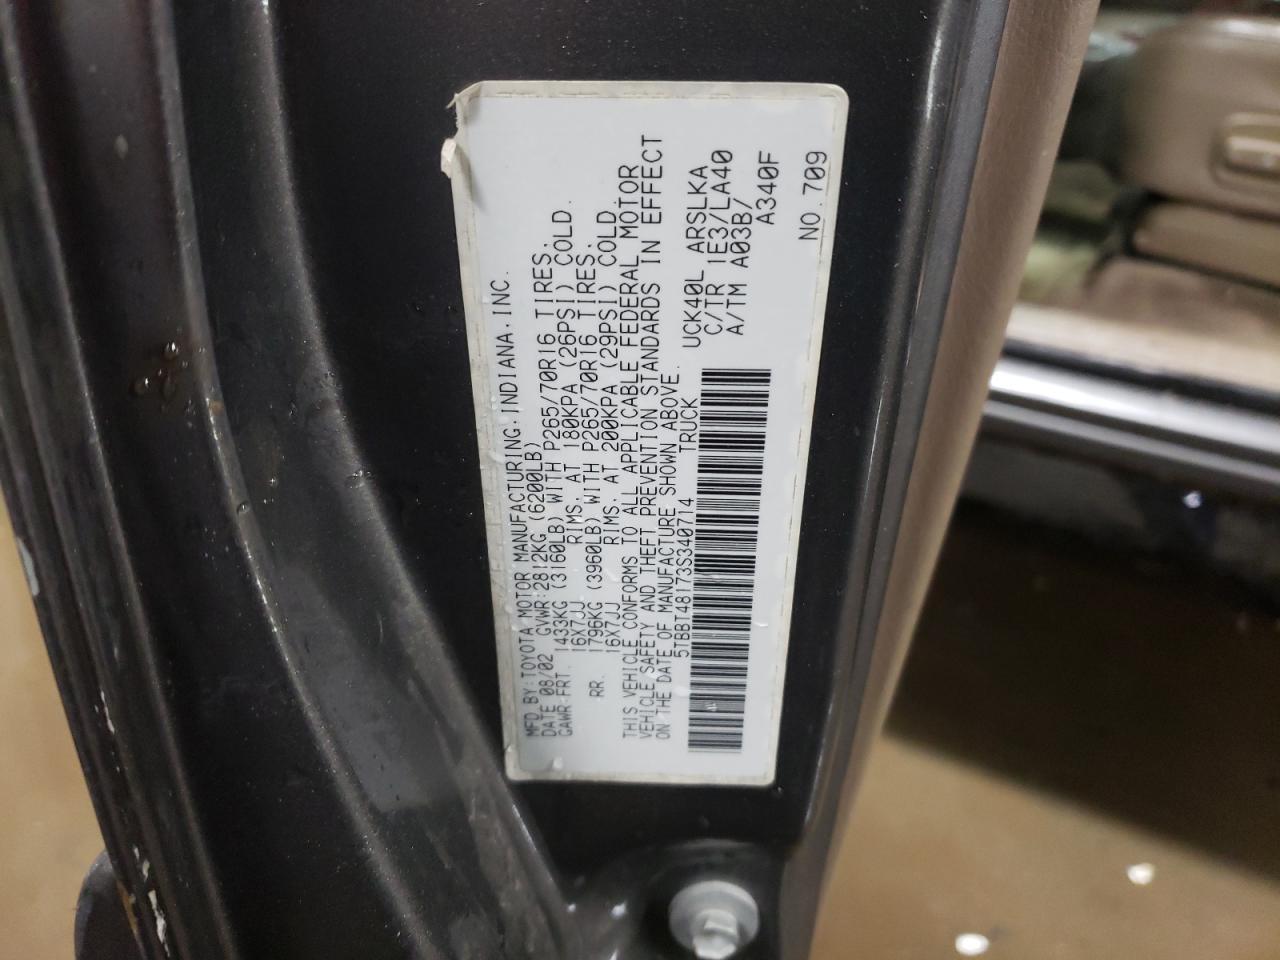 MFD BY:TOYOTA MOTOR MANUFACTURING.INDIANA.INC.
DATE 08/02 GVWR:2812KG (6200LB)
GAWR:FRT. 1433KG (3160LB) WITH P265/70R16 TIRES.
16X7JJ RIMS. AT 180KPA (26PSI) COLD.
RR. 1796KG (3960LB) WITH P265/70R16 TIRES.
16X7JJ RIMS. AT 200KPA (29PSI) COLD.
THIS VEHICLE CONFORMS TO ALL APPLICABLE FEDERAL MOTOR
VEHICLE SAFETY AND THEFT PREVENTION STANDARDS IN EFFECT
ON THE DATE OF MANUFACTURE SHOWN ABOVE.
5TBBT48173S340714 TRUCK
UCK40L ARSLKA
C/TR 1E3/LA40
A/TM A03B/
A340F
NO.709